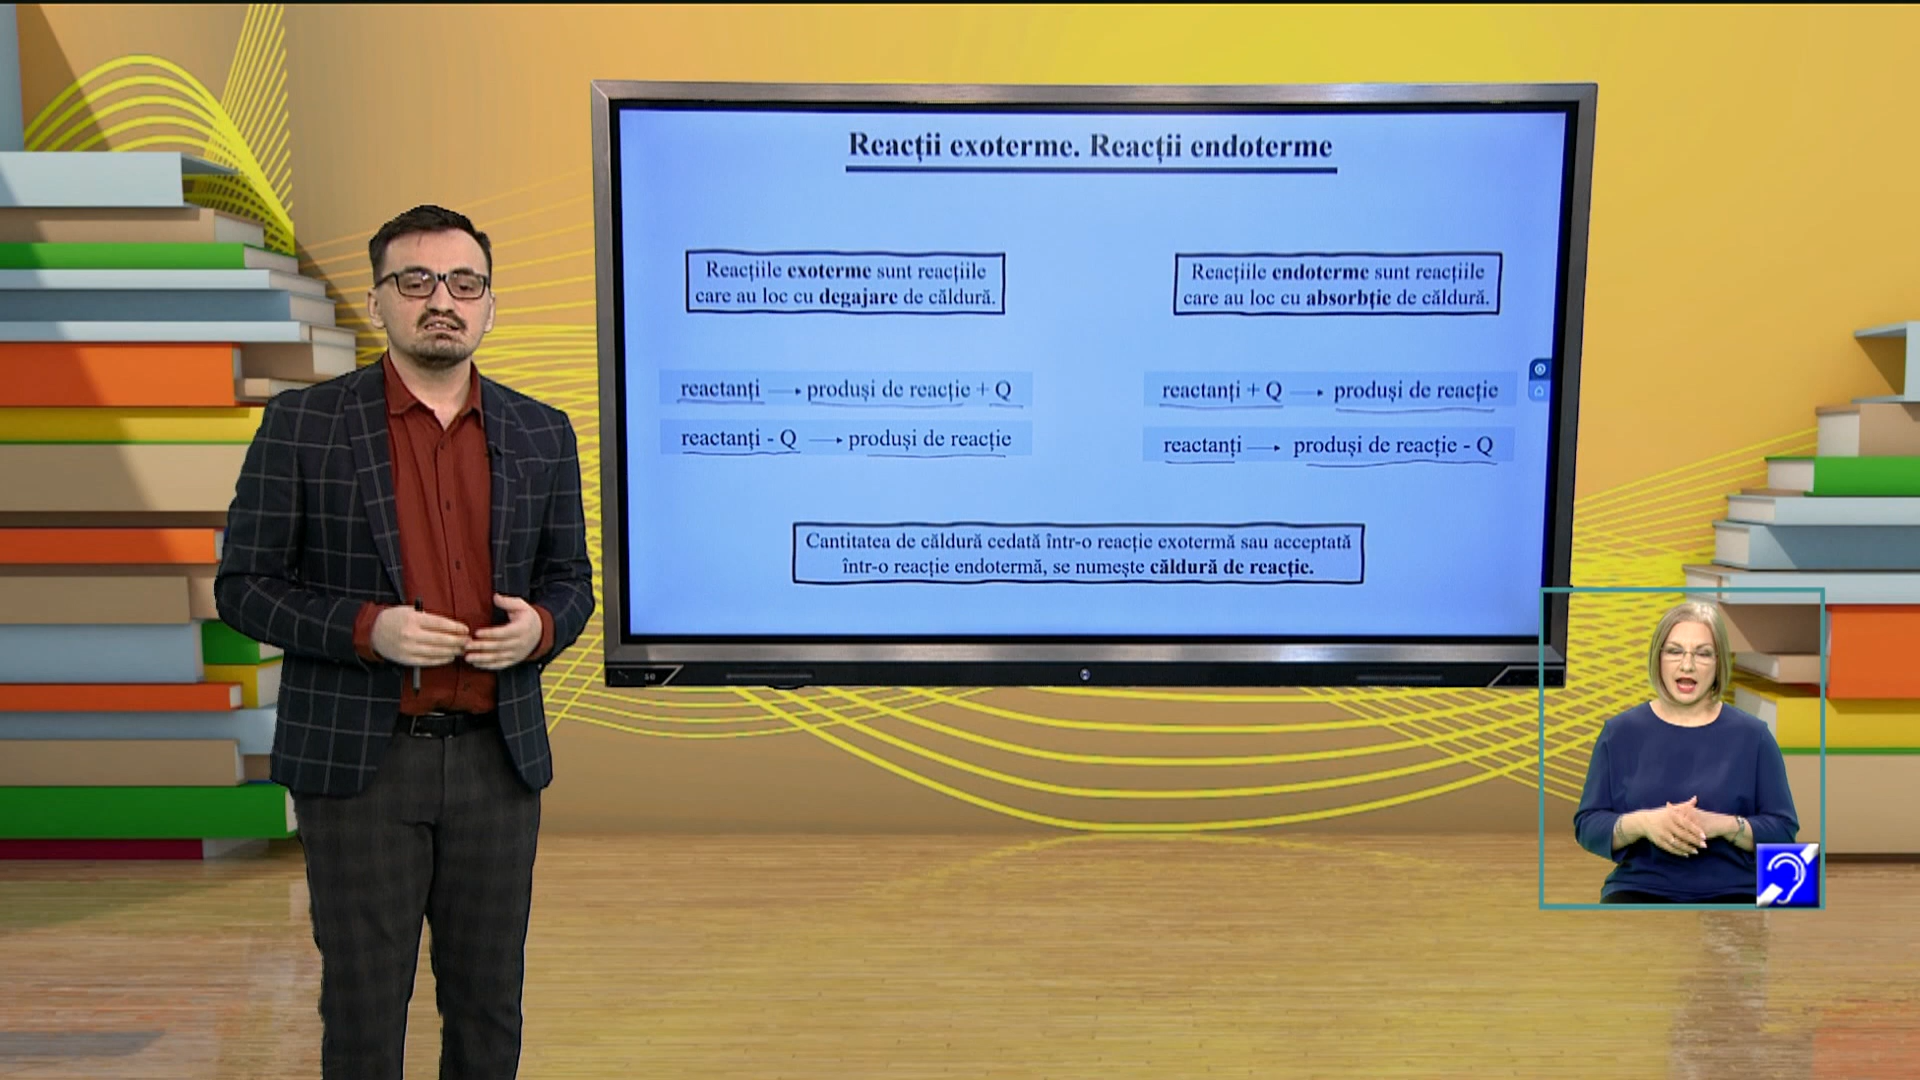 Reacții exoterme. Reacții endoterme
Reacțiile exoterme sunt reacțiile
care au loc cu degajare de căldură.
Reacțiile endoterme sunt reacțiile
care au loc cu absorbție de căldură.
reactanți → produși de reacție + Q
reactanți - Q → produși de reacție
reactanți + Q → produși de reacție
reactanți → produși de reacție - Q
Cantitatea de căldură cedată într-o reacție exotermă sau acceptată
într-o reacție endotermă, se numește căldură de reacție.